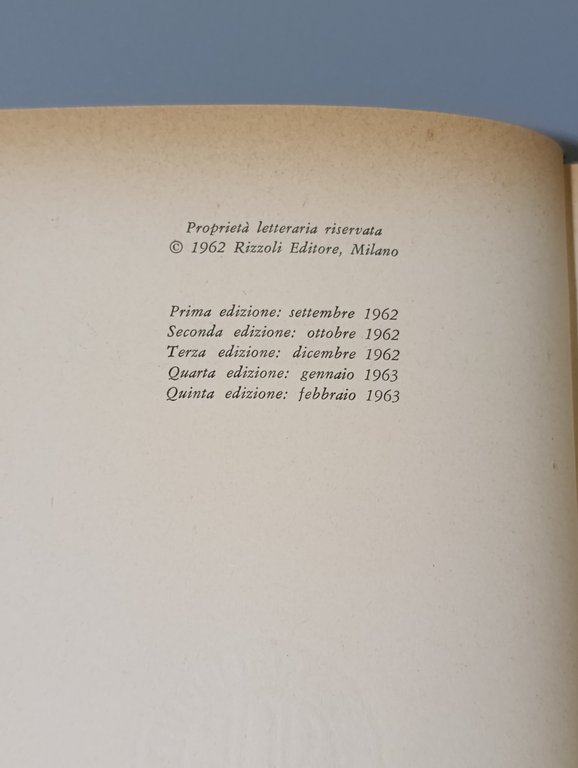 Proprietà letteraria riservata
© 1962 Rizzoli Editore, Milano
Prima edizione: settembre 1962
Seconda edizione: ottobre 1962
Terza edizione: dicembre 1962
Quarta edizione: gennaio 1963
Quinta edizione: febbraio 1963